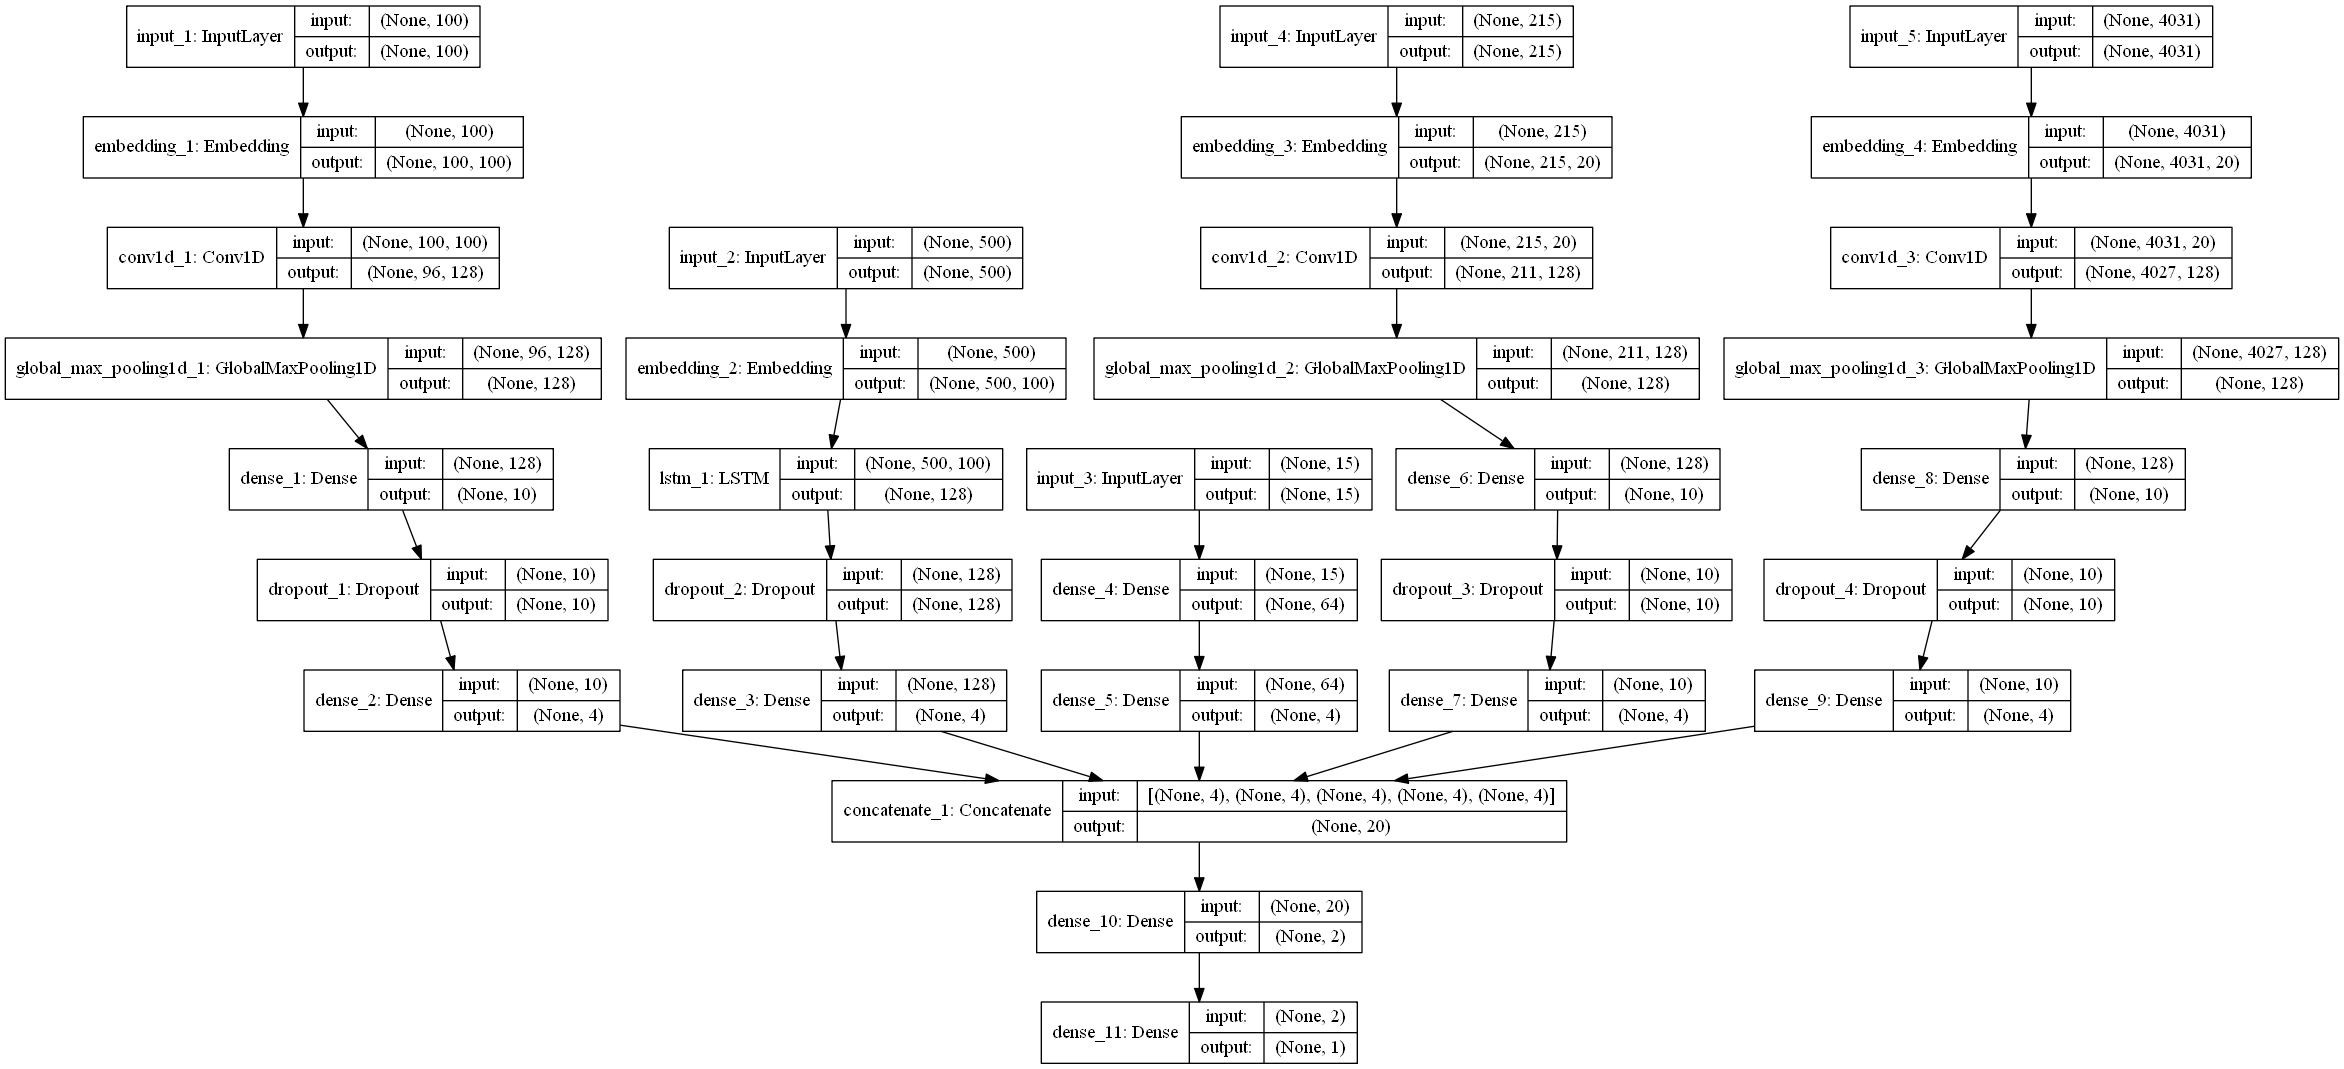 input_1: InputLayer
input: (None, 100)
output: (None, 100)
input_4: InputLayer
input: (None, 215)
output: (None, 215)
input_5: InputLayer
input: (None, 4031)
output: (None, 4031)
embedding_1: Embedding
input: (None, 100)
output: (None, 100, 100)
embedding_3: Embedding
input: (None, 215)
output: (None, 215, 20)
embedding_4: Embedding
input: (None, 4031)
output: (None, 4031, 20)
conv1d_1: Conv1D
input: (None, 100, 100)
output: (None, 96, 128)
input_2: InputLayer
input: (None, 500)
output: (None, 500)
conv1d_2: Conv1D
input: (None, 215, 20)
output: (None, 211, 128)
conv1d_3: Conv1D
input: (None, 4031, 20)
output: (None, 4027, 128)
global_max_pooling1d_1: GlobalMaxPooling1D
input: (None, 96, 128)
output: (None, 128)
embedding_2: Embedding
input: (None, 500)
output: (None, 500, 100)
global_max_pooling1d_2: GlobalMaxPooling1D
input: (None, 211, 128)
output: (None, 128)
global_max_pooling1d_3: GlobalMaxPooling1D
input: (None, 4027, 128)
output: (None, 128)
dense_1: Dense
input: (None, 128)
output: (None, 10)
lstm_1: LSTM
input: (None, 500, 100)
output: (None, 128)
input_3: InputLayer
input: (None, 15)
output: (None, 15)
dense_6: Dense
input: (None, 128)
output: (None, 10)
dense_8: Dense
input: (None, 128)
output: (None, 10)
dropout_1: Dropout
input: (None, 10)
output: (None, 10)
dropout_2: Dropout
input: (None, 128)
output: (None, 128)
dense_4: Dense
input: (None, 15)
output: (None, 64)
dropout_3: Dropout
input: (None, 10)
output: (None, 10)
dropout_4: Dropout
input: (None, 10)
output: (None, 10)
dense_2: Dense
input: (None, 10)
output: (None, 4)
dense_3: Dense
input: (None, 128)
output: (None, 4)
dense_5: Dense
input: (None, 64)
output: (None, 4)
dense_7: Dense
input: (None, 10)
output: (None, 4)
dense_9: Dense
input: (None, 10)
output: (None, 4)
concatenate_1: Concatenate
input: [(None, 4), (None, 4), (None, 4), (None, 4), (None, 4)]
output: (None, 20)
dense_10: Dense
input: (None, 20)
output: (None, 2)
dense_11: Dense
input: (None, 2)
output: (None, 1)